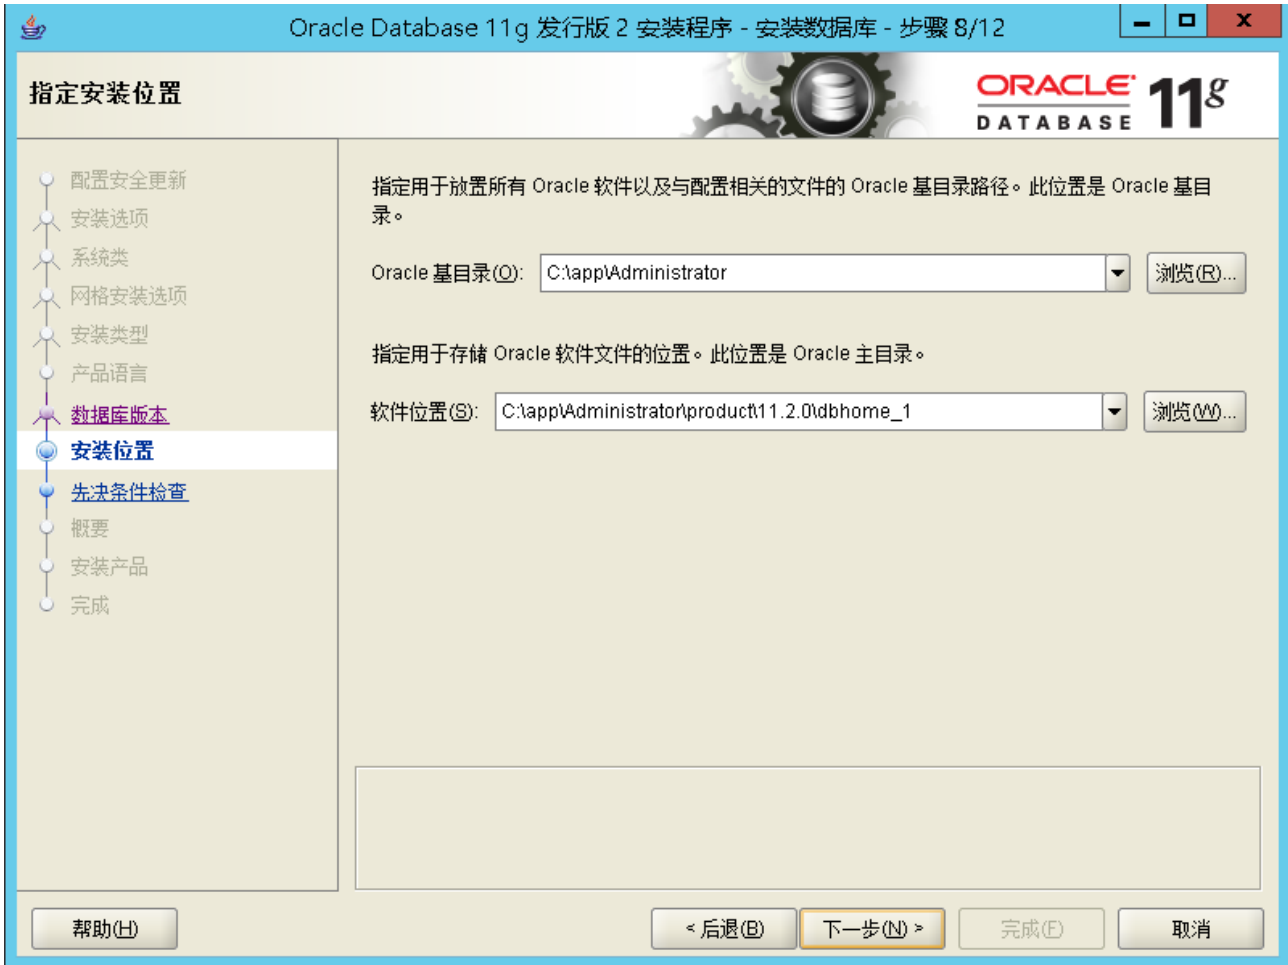 Oracle Database 11g 发行版 2 安装程序 - 安装数据库 - 步骤 8/12
指定安装位置
ORACLE
DATABASE
11g
配置安全更新
安装选项
系统类
网格安装选项
安装类型
产品语言
数据库版本
安装位置
先决条件检查
概要
安装产品
完成
指定用于放置所有 Oracle 软件以及与配置相关的文件的 Oracle 基目录路径。此位置是 Oracle 基目
录。
Oracle 基目录(O): C:\app\Administrator 浏览(R)...
指定用于存储 Oracle 软件文件的位置。此位置是 Oracle 主目录。
软件位置(S): C:\app\Administrator\product\11.2.0\dbhome_1 浏览(W)...
帮助(H) < 后退(B) 下一步(N) > 完成(F) 取消